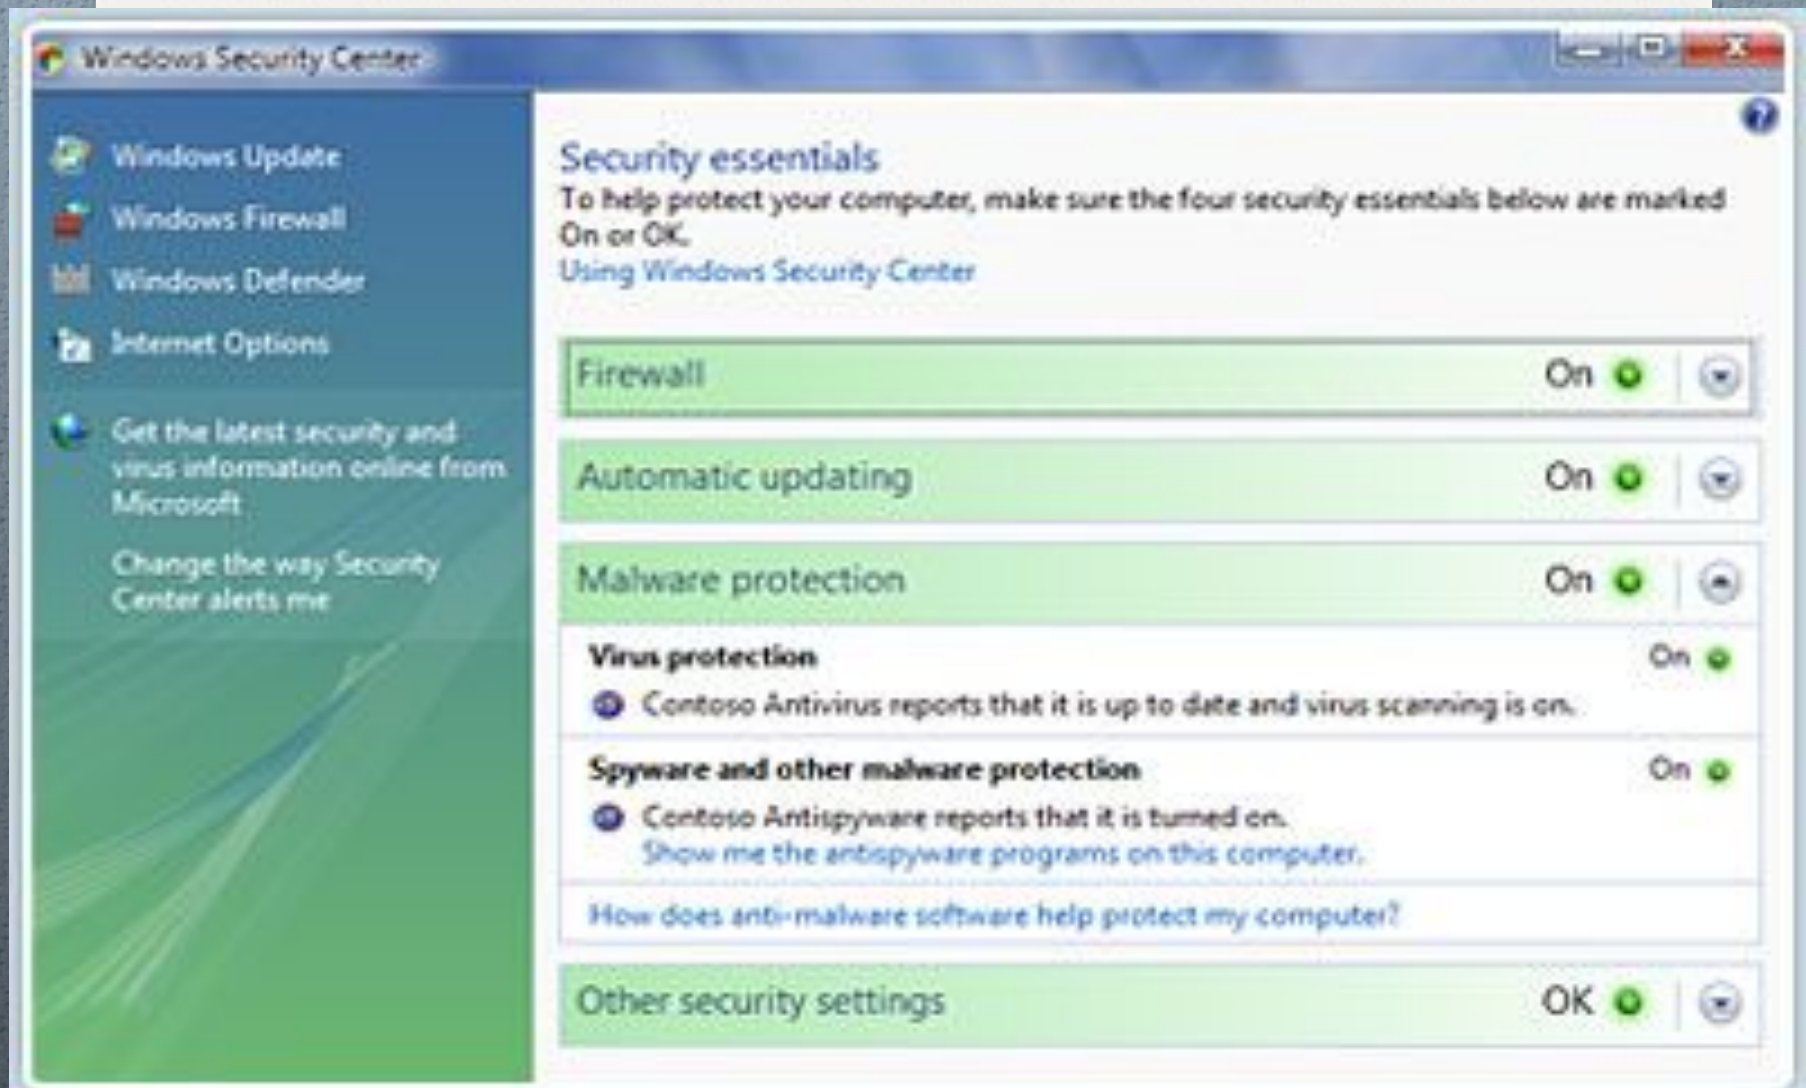 Windows Security Center
Windows Update
Windows Firewall
Windows Defender
Internet Options
Get the latest security and
virus information online from
Microsoft
Change the way Security
Center alerts me
Security essentials
To help protect your computer, make sure the four security essentials below are marked
On or OK.
Using Windows Security Center
Firewall On
Automatic updating On
Malware protection On
Virus protection On
Contoso Antivirus reports that it is up to date and virus scanning is on.
Spyware and other malware protection On
Contoso Antispyware reports that it is turned on.
Show me the antispyware programs on this computer.
How does anti-malware software help protect my computer?
Other security settings OK